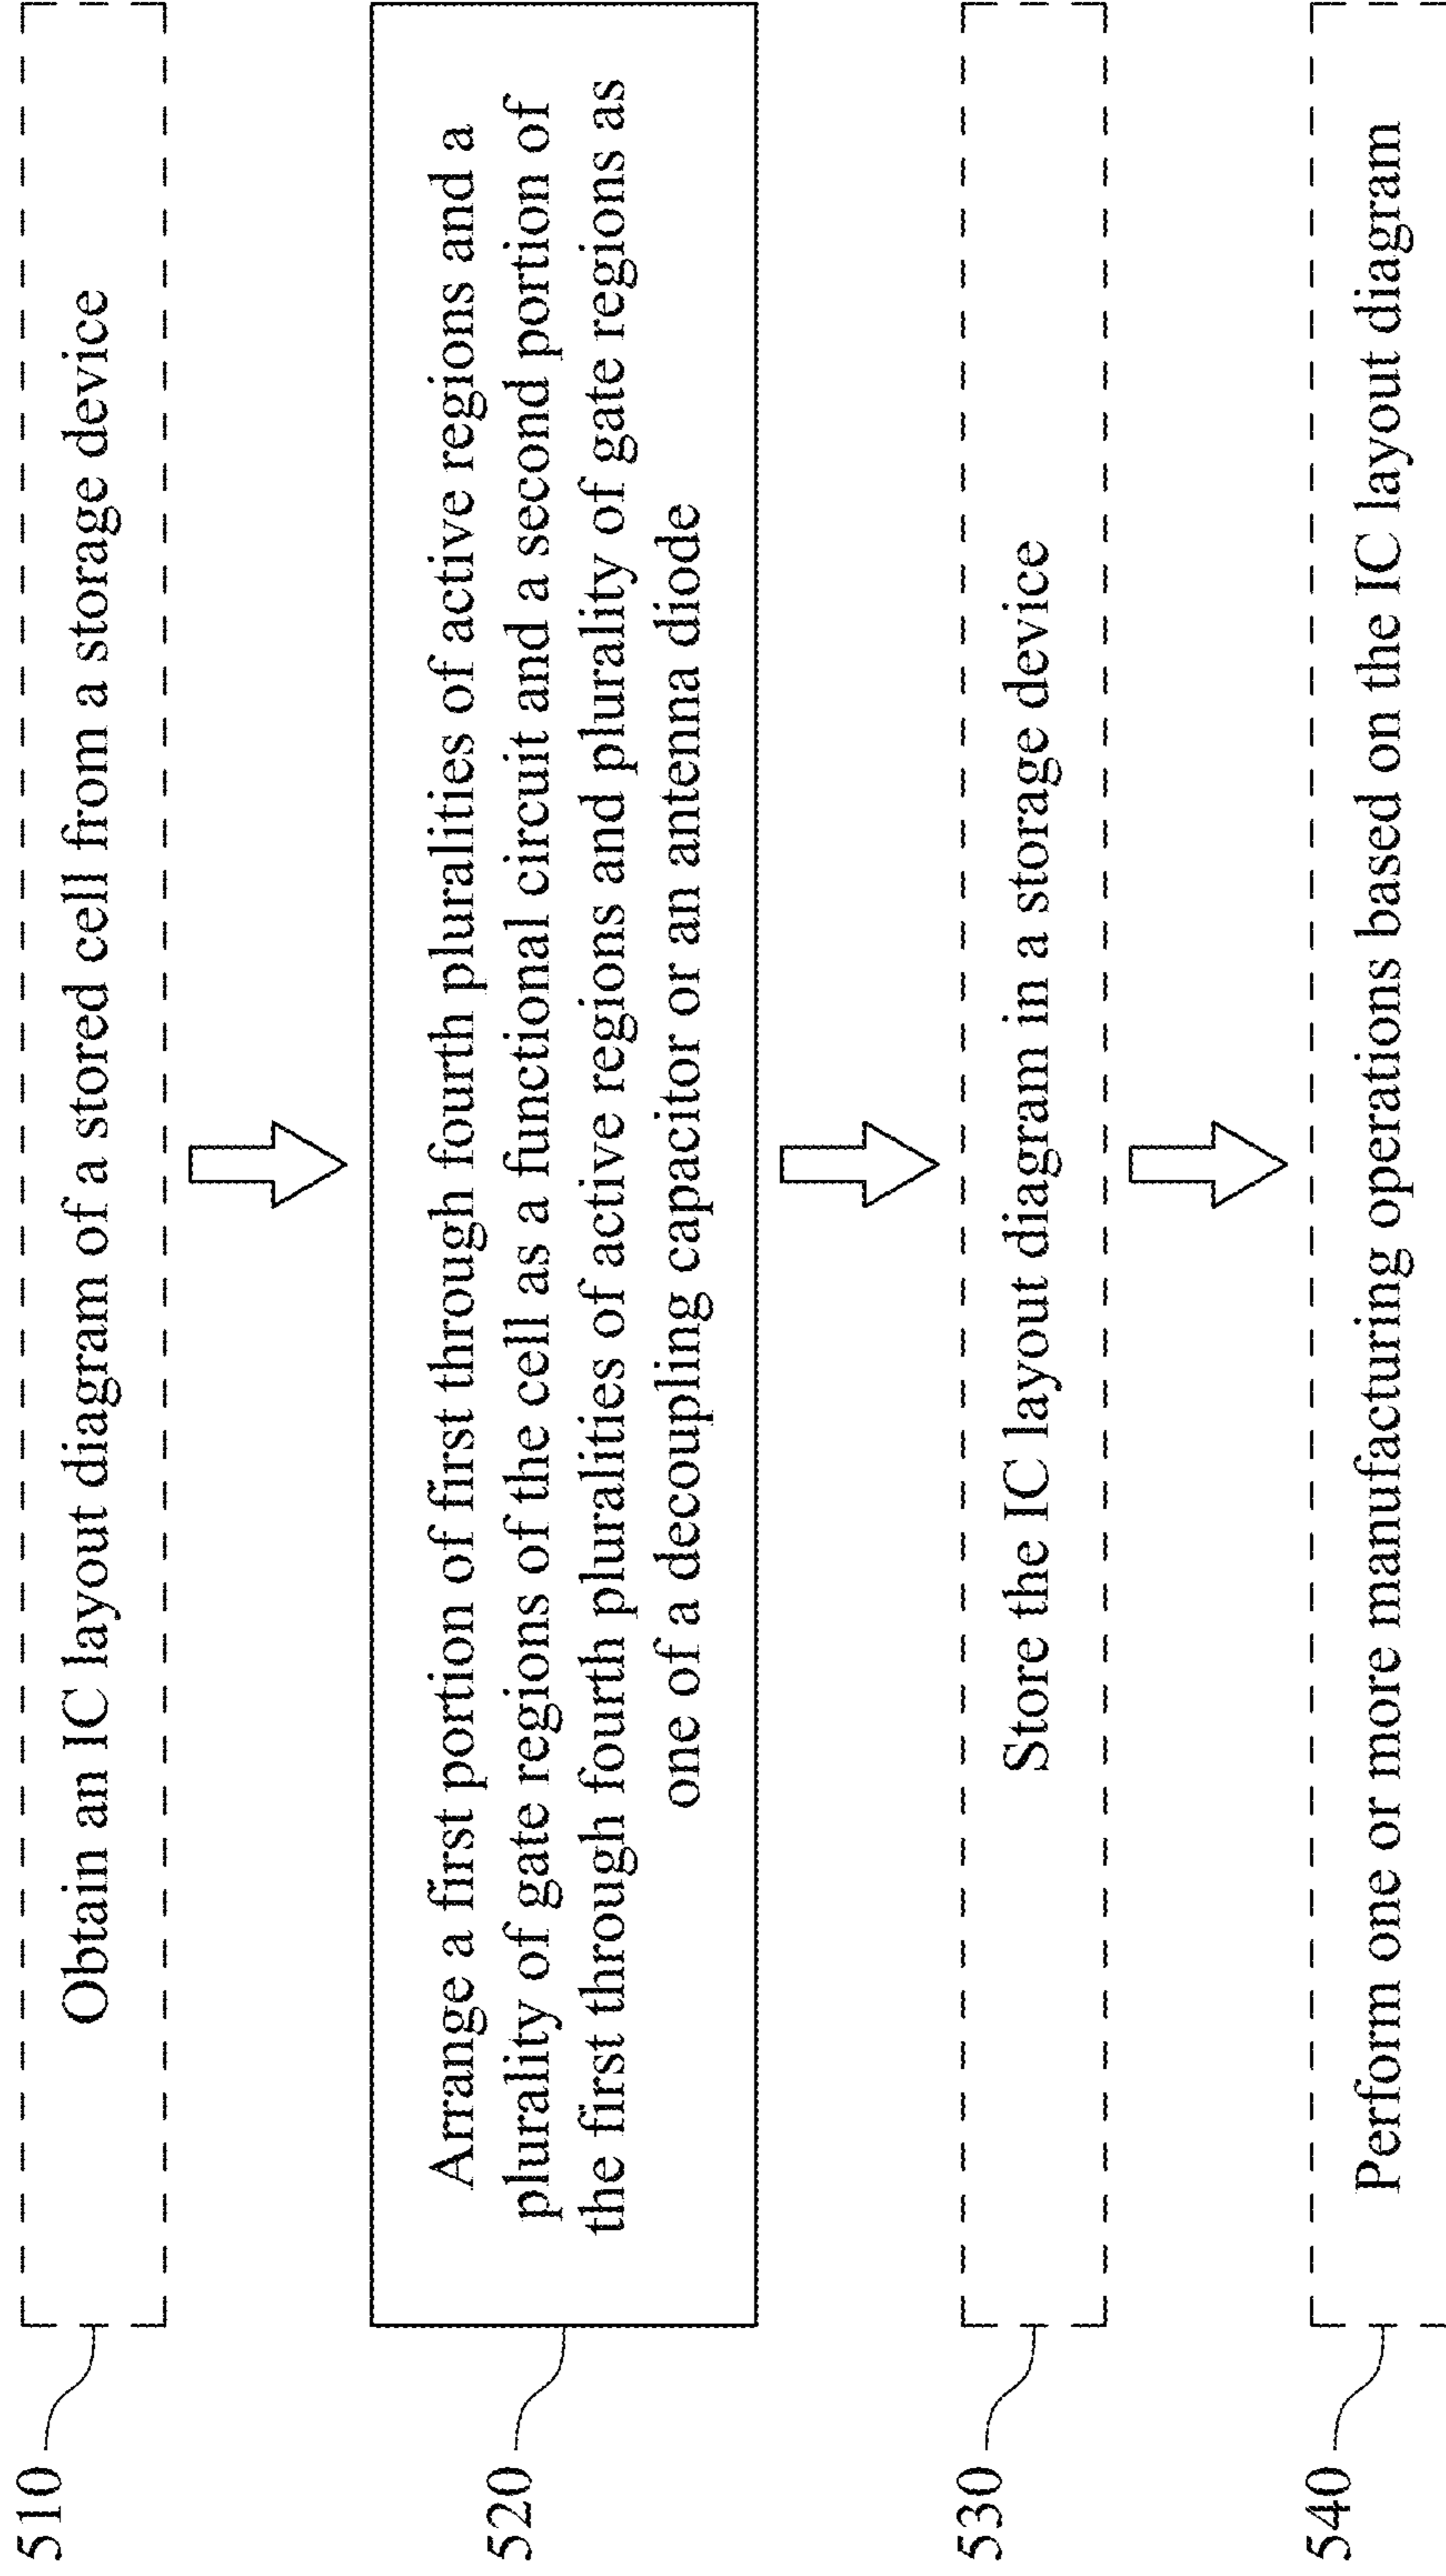 510
Obtain an IC layout diagram of a stored cell from a storage device
520
Arrange a first portion of first through fourth pluralities of active regions and a
plurality of gate regions of the cell as a functional circuit and a second portion of
the first through fourth pluralities of active regions and plurality of gate regions as
one of a decoupling capacitor or an antenna diode
530
Store the IC layout diagram in a storage device
540
Perform one or more manufacturing operations based on the IC layout diagram